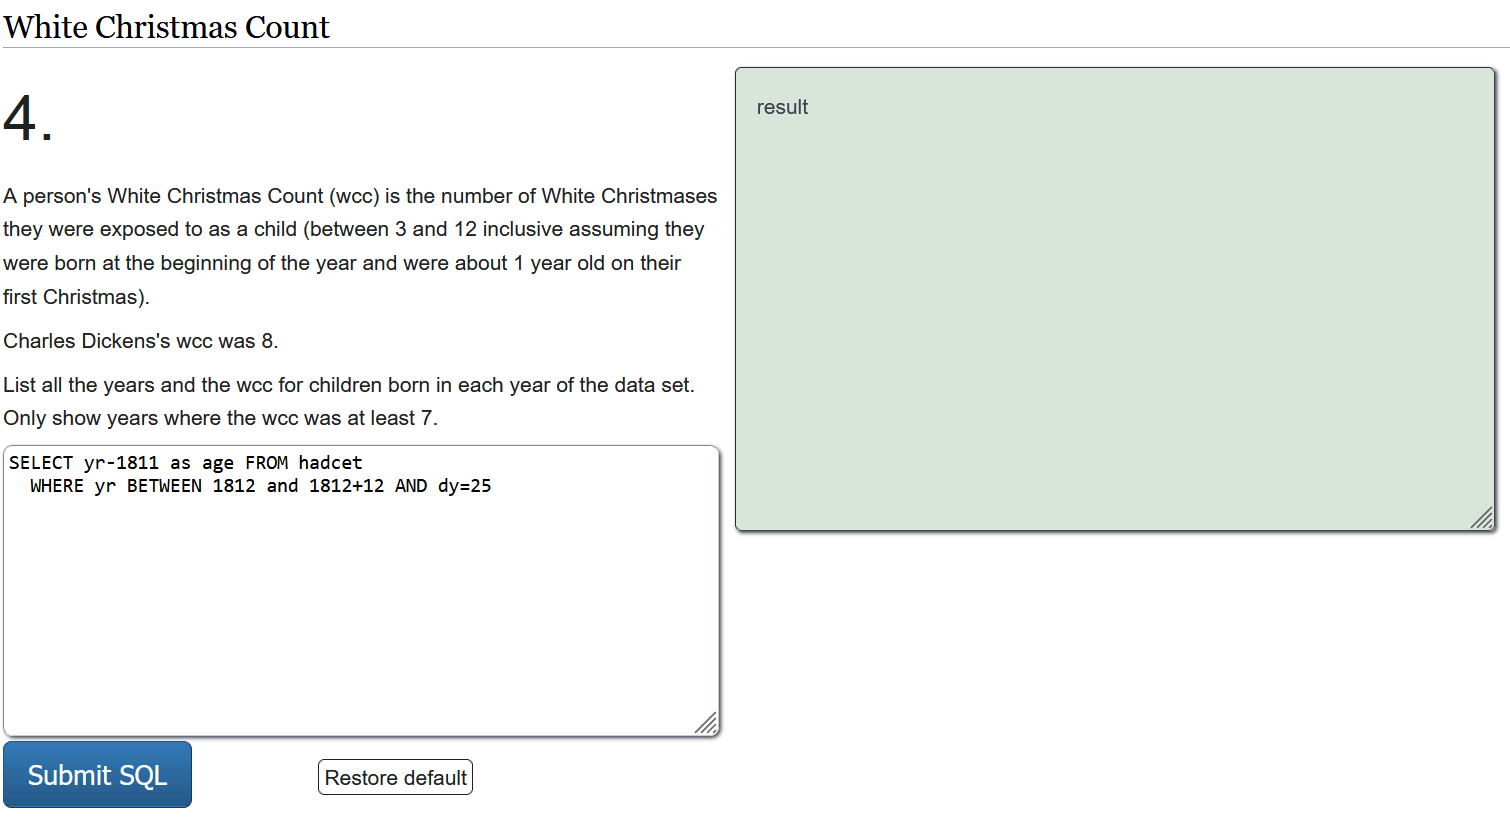 White Christmas Count
4.
A person's White Christmas Count (wcc) is the number of White Christmases
they were exposed to as a child (between 3 and 12 inclusive assuming they
were born at the beginning of the year and were about 1 year old on their
first Christmas).
Charles Dickens's wcc was 8.
List all the years and the wcc for children born in each year of the data set.
Only show years where the wcc was at least 7.
SELECT yr-1811 as age FROM hadcet
  WHERE yr BETWEEN 1812 and 1812+12 AND dy=25
Submit SQL
Restore default
result